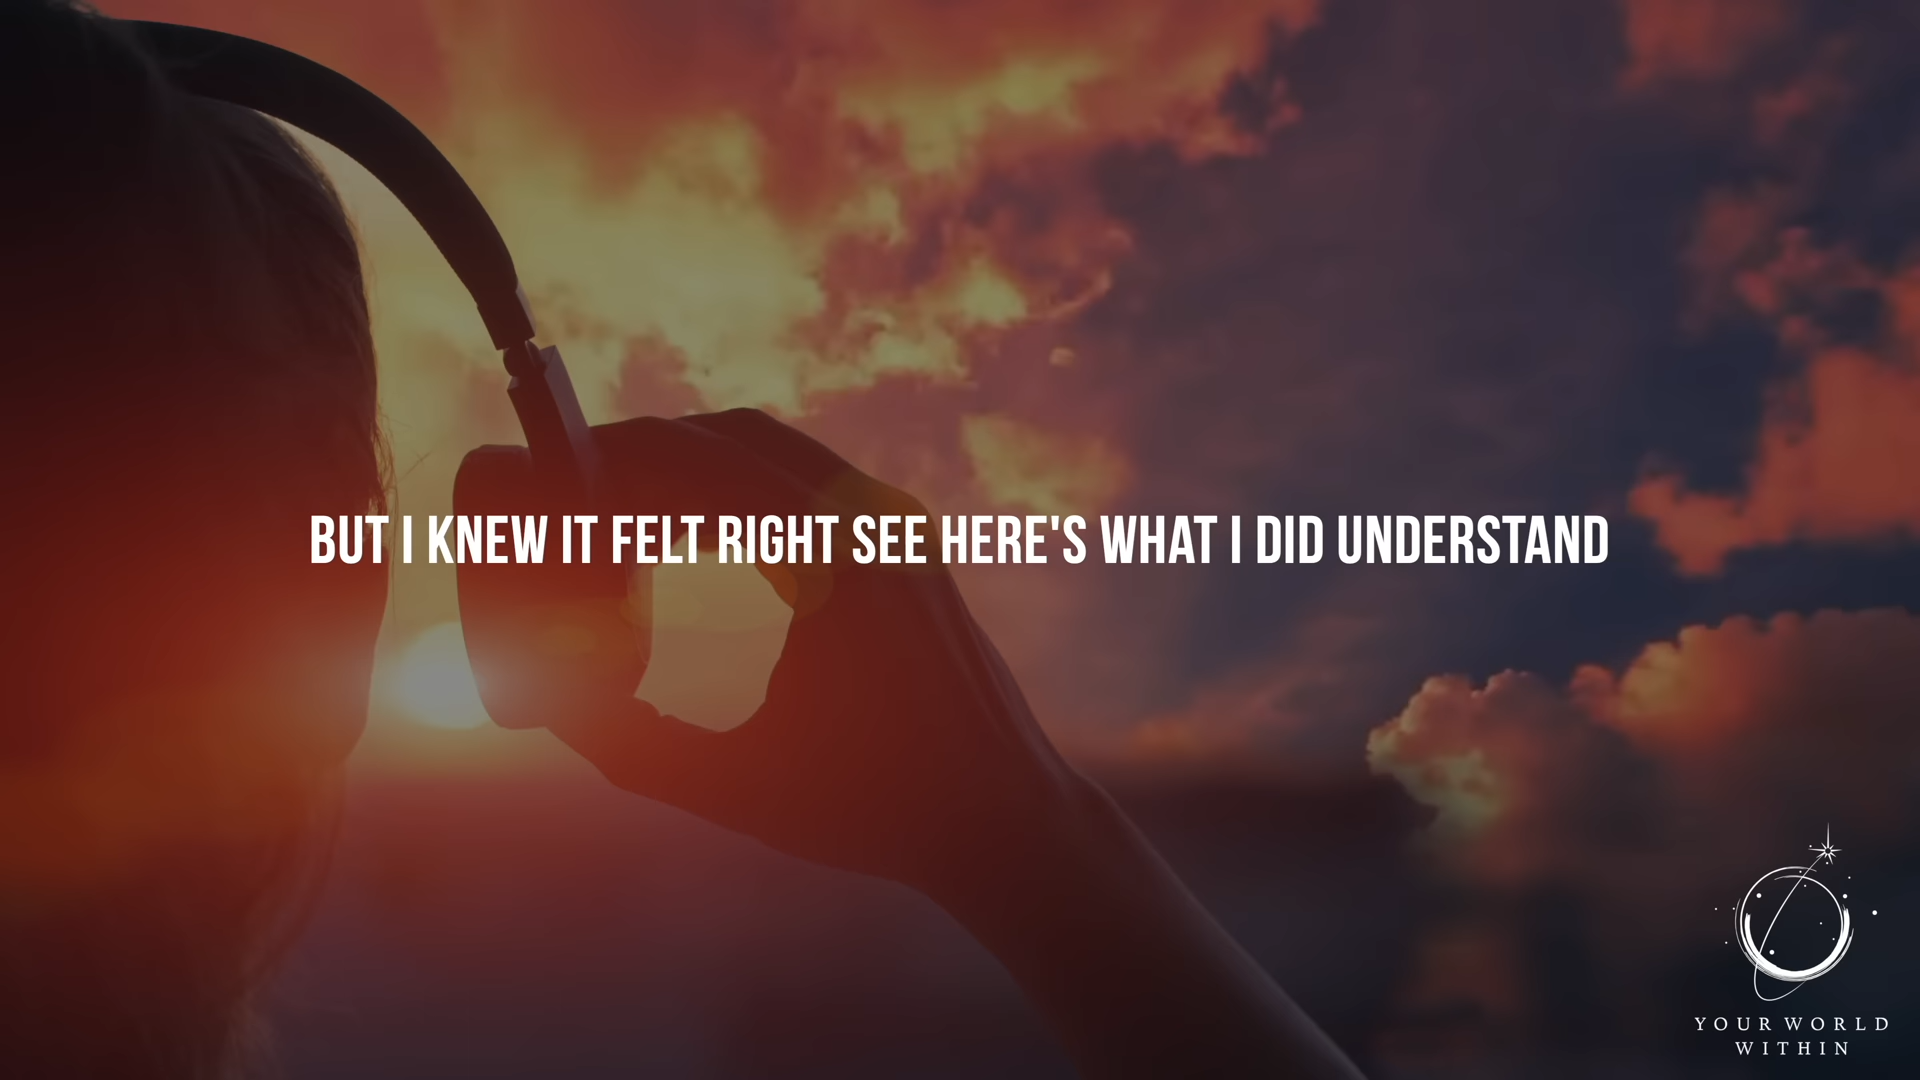 BUT I KNEW IT FELT RIGHT SEE HERE'S WHAT I DID UNDERSTAND
YOUR WORLD
WITHIN